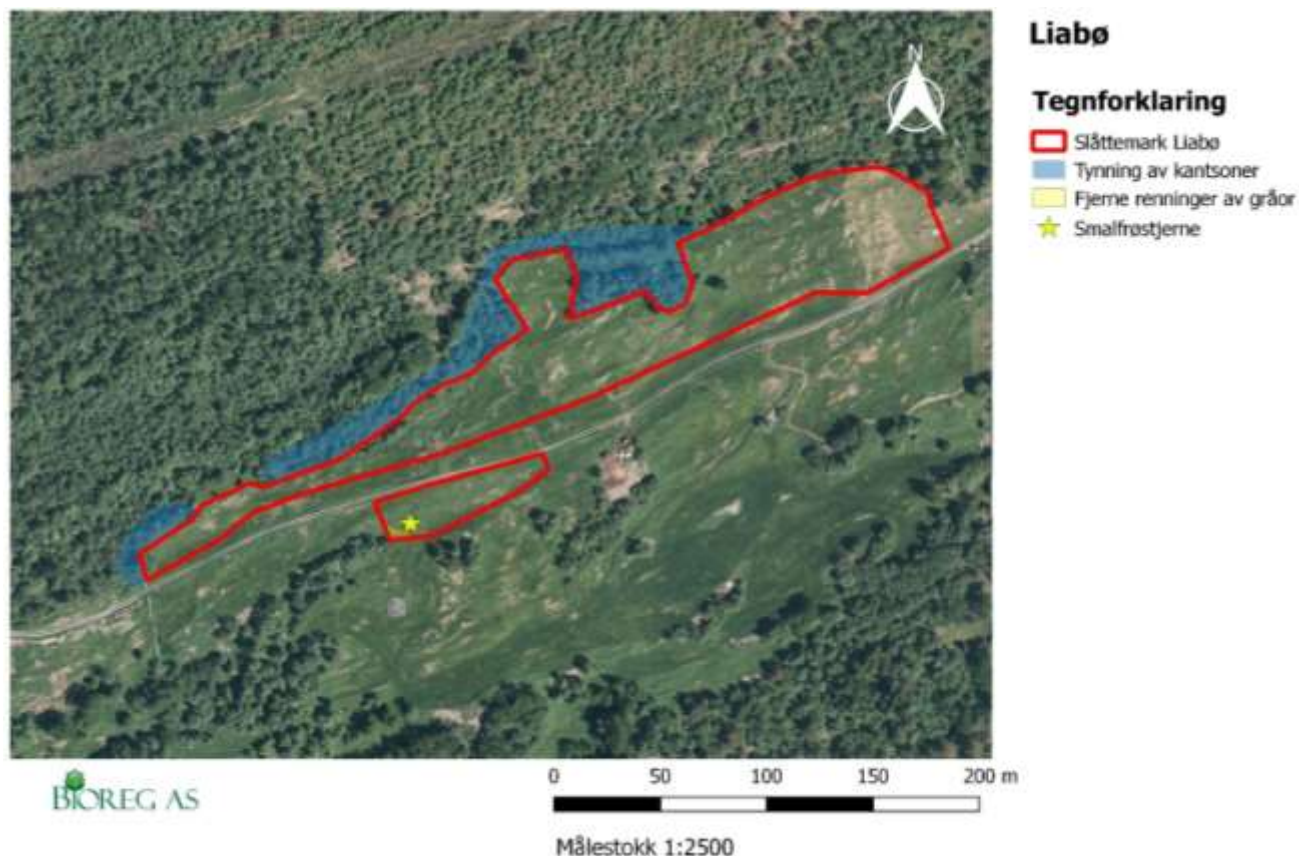 Liabø
N
Tegnforklaring
Slåttemark Liabø
Tynning av kantsoner
Fjerne renninger av gråor
Smalfrøstjerne
BIOREG AS
0 50 100 150 200 m
Målestokk 1:2500